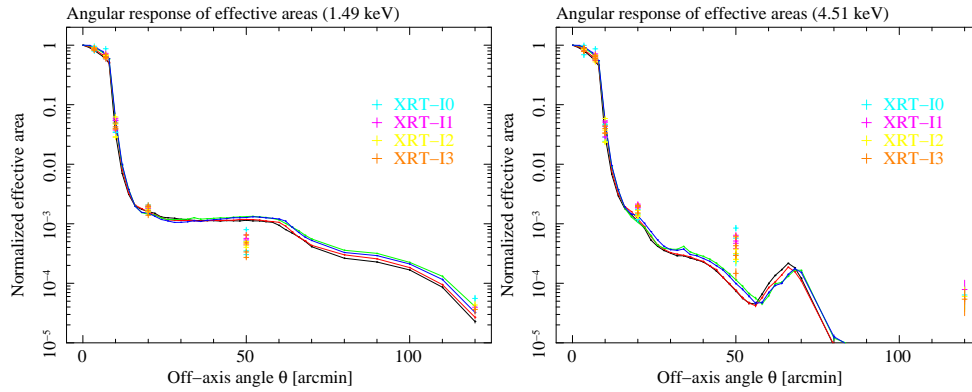 Angular response of effective areas (1.49 keV)
Normalized effective area
1
0.1
0.01
10−3
10−4
10−5
XRT−I0
XRT−I1
XRT−I2
XRT−I3
0 50 100
Off−axis angle θ [arcmin]
Angular response of effective areas (4.51 keV)
Normalized effective area
1
0.1
0.01
10−3
10−4
10−5
XRT−I0
XRT−I1
XRT−I2
XRT−I3
0 50 100
Off−axis angle θ [arcmin]